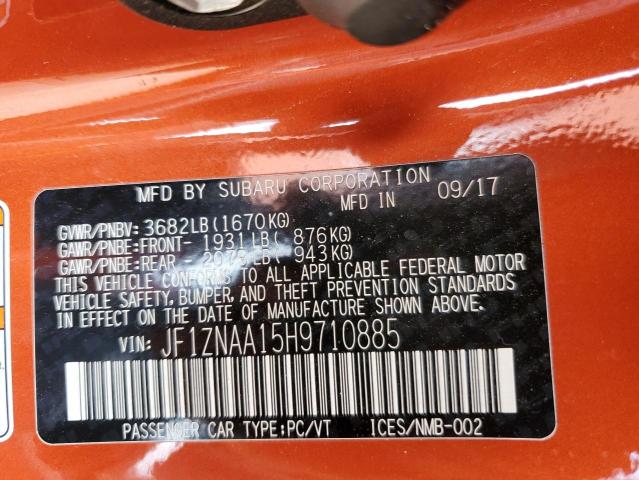 MFD BY SUBARU CORPORATION
MFD IN 09/17
GVWR/PNBV: 3682LB(1670KG)
GAWR/PNBE:FRONT- 1931LB( 876KG)
GAWR/PNBE:REAR - 2079LB( 943KG)
THIS VEHICLE CONFORMS TO ALL APPLICABLE FEDERAL MOTOR
VEHICLE SAFETY, BUMPER, AND THEFT PREVENTION STANDARDS
IN EFFECT ON THE DATE OF MANUFACTURE SHOWN ABOVE.
VIN: JF1ZNAA15H9710885
PASSENGER CAR TYPE:PC/VT ICES/NMB-002